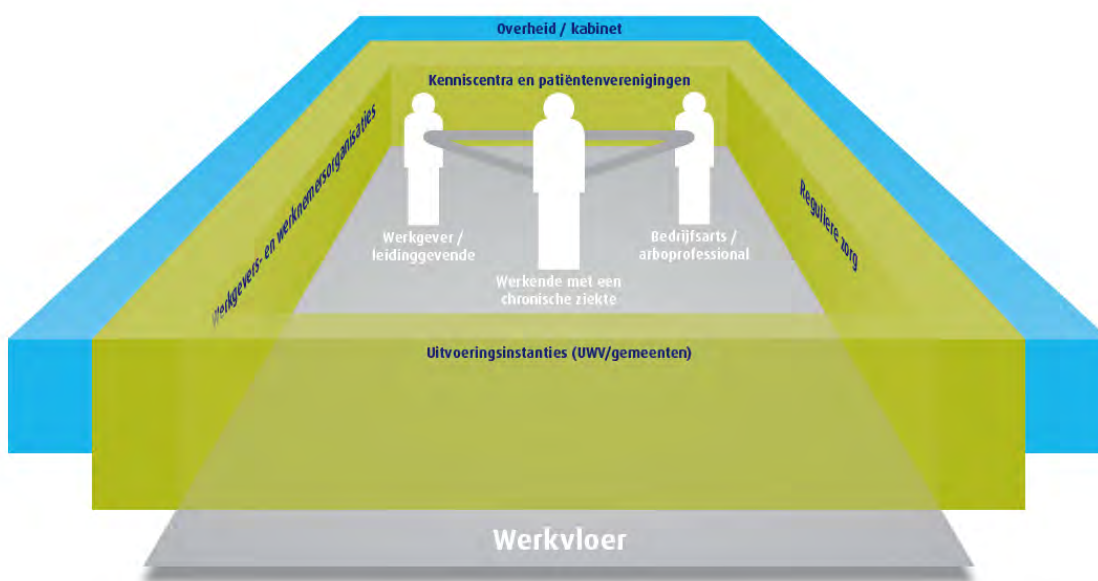 Overheid / kabinet
Kenniscentra en patiëntenverenigingen
Werkgevers- en werknemersorganisaties
Reguliere zorg
Werkgever /
leidinggevende
Bedrijfsarts /
arboprofessional
Werkende met een
chronische ziekte
Uitvoeringsinstanties (UWV/gemeenten)
Werkvloer